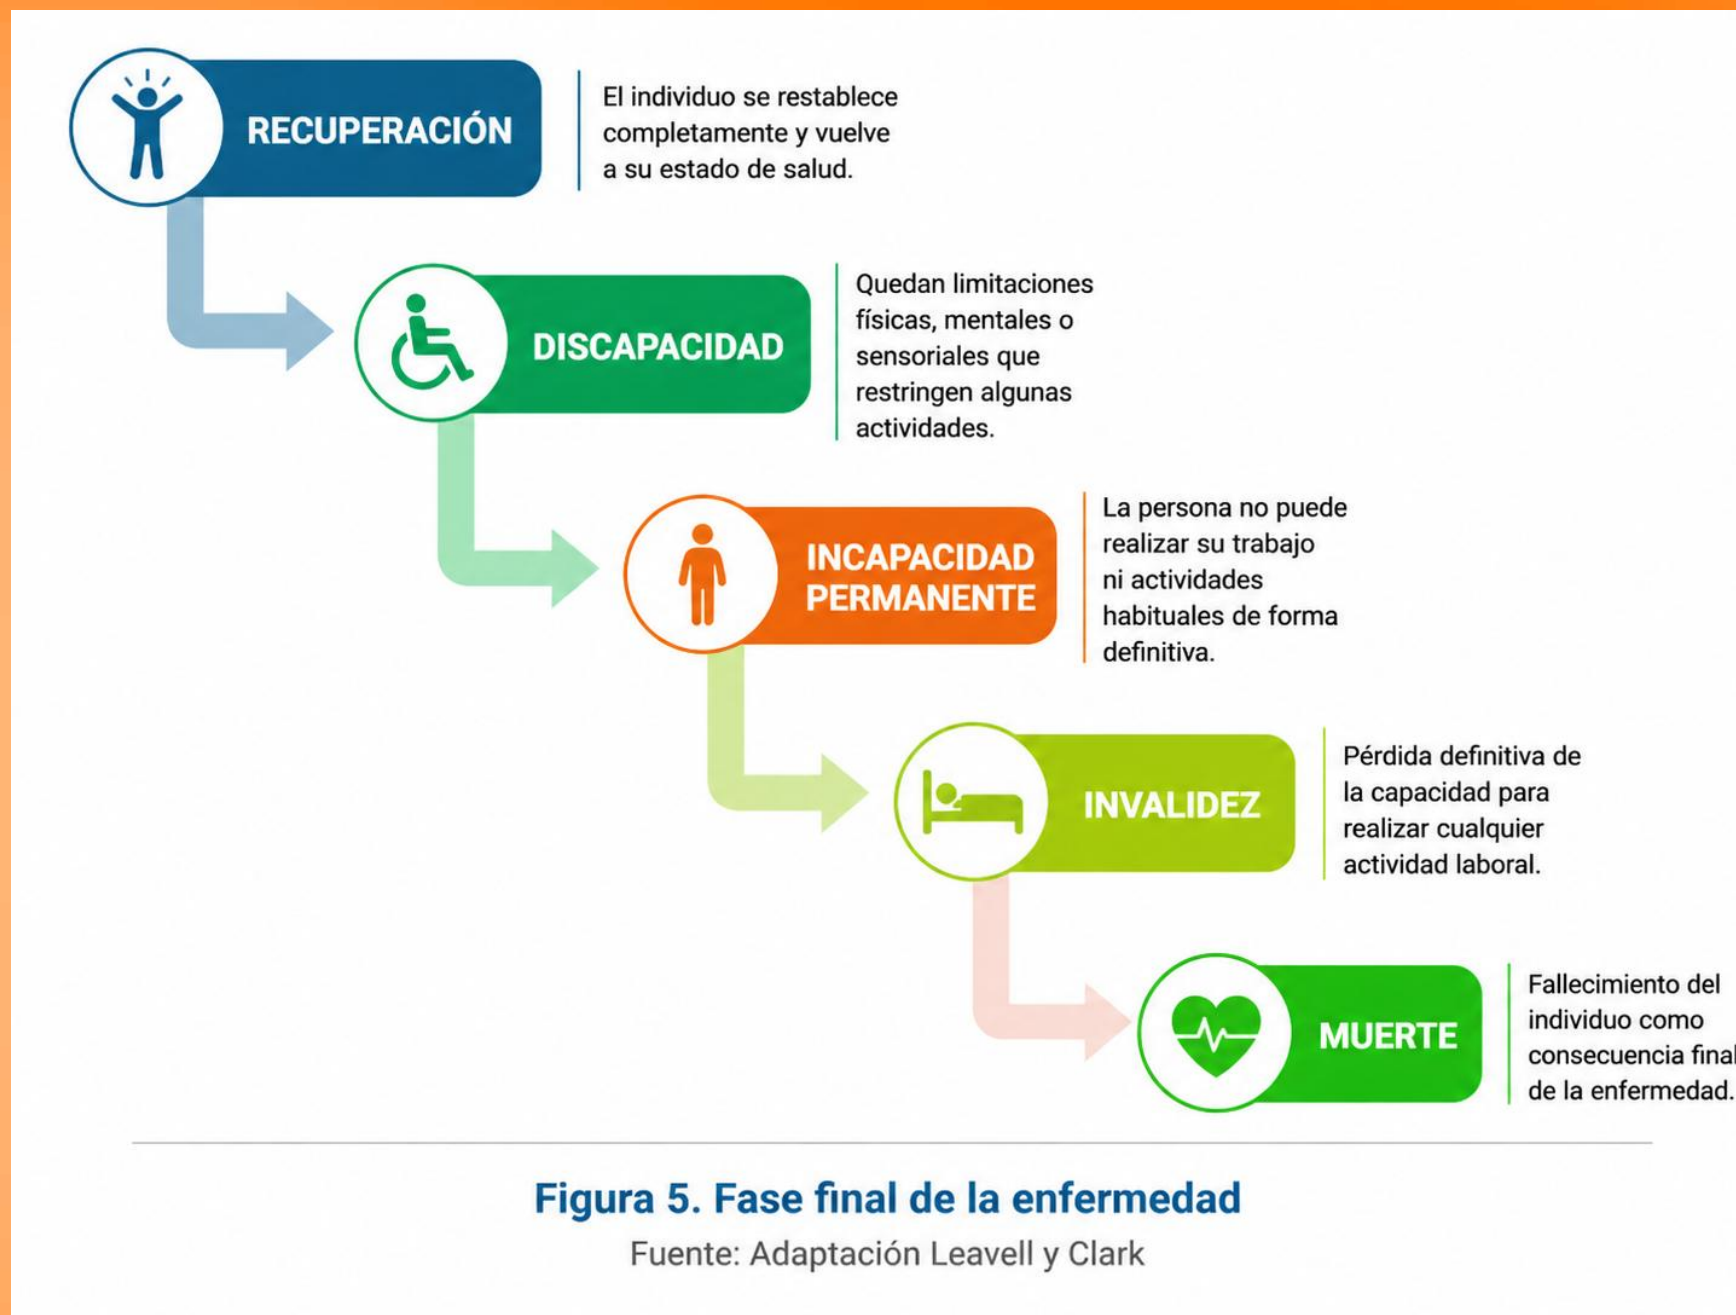 RECUPERACIÓN
El individuo se restablece
completamente y vuelve
a su estado de salud.
DISCAPACIDAD
Quedan limitaciones
físicas, mentales o
sensoriales que
restringen algunas
actividades.
INCAPACIDAD
PERMANENTE
La persona no puede
realizar su trabajo
ni actividades
habituales de forma
definitiva.
INVALIDEZ
Pérdida definitiva de
la capacidad para
realizar cualquier
actividad laboral.
MUERTE
Fallecimiento del
individuo como
consecuencia final
de la enfermedad.
Figura 5. Fase final de la enfermedad
Fuente: Adaptación Leavell y Clark